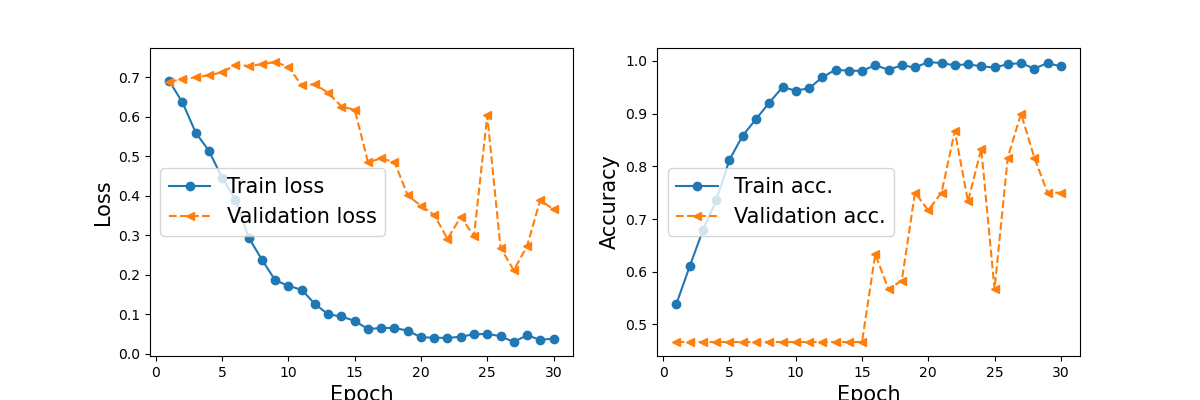 0.7
0.6
0.5
0.4
0.3
0.2
0.1
0.0
Loss
Train loss
Validation loss
0 5 10 15 20 25 30
Epoch
1.0
0.9
0.8
0.7
0.6
0.5
Accuracy
Train acc.
Validation acc.
0 5 10 15 20 25 30
Epoch